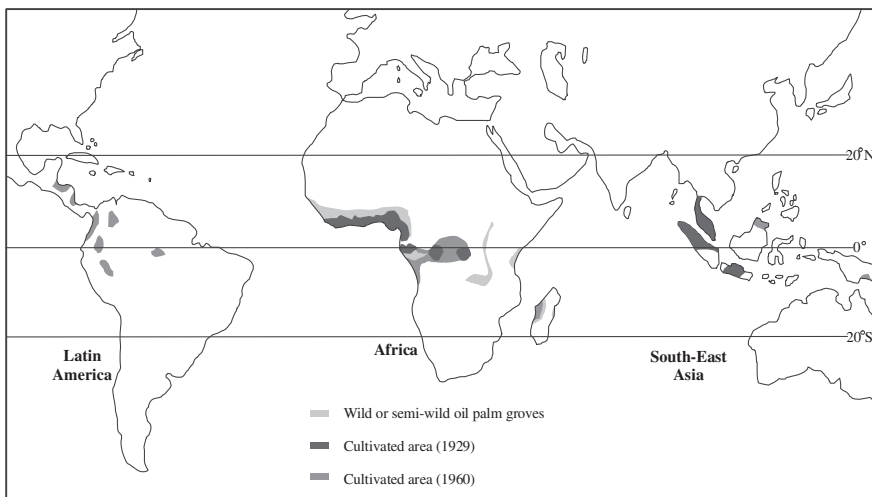 20°N
0°
20°S
Latin
America
Africa
South-East
Asia
Wild or semi-wild oil palm groves
Cultivated area (1929)
Cultivated area (1960)